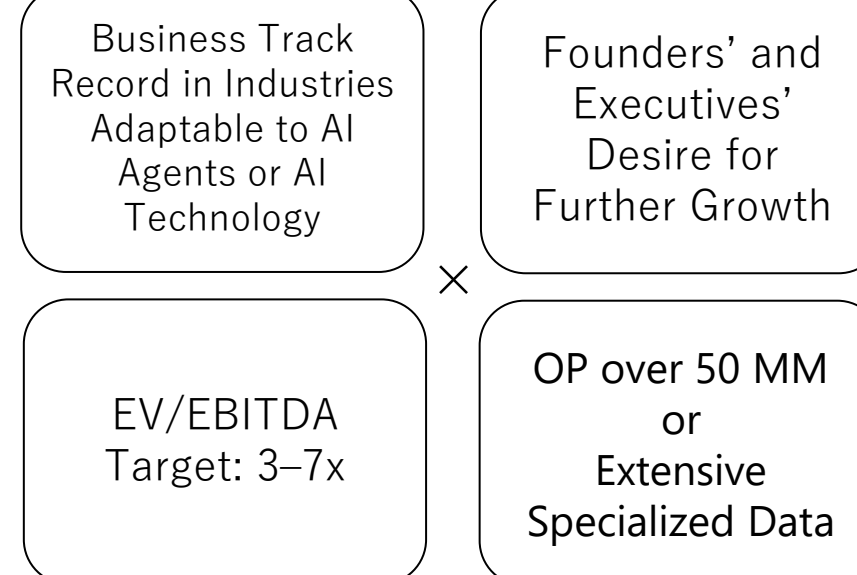 Business Track
Record in Industries
Adaptable to AI
Agents or AI
Technology
Founders’ and
Executives’
Desire for
Further Growth
×
EV/EBITDA
Target: 3–7x
OP over 50 MM
or
Extensive
Specialized Data